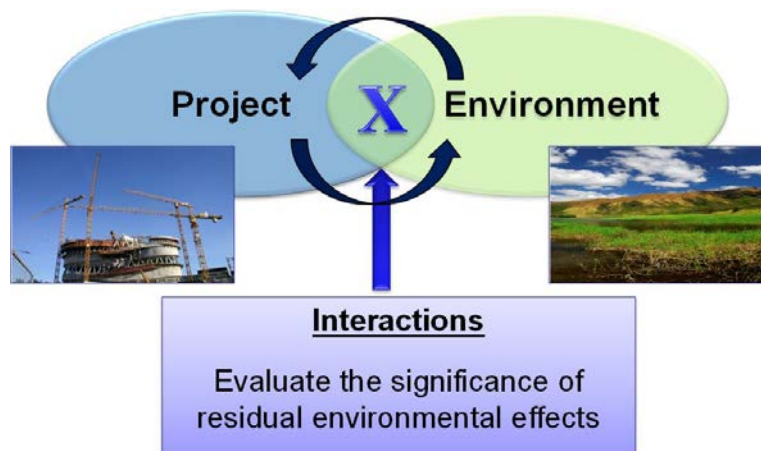 Project X Environment
Interactions
Evaluate the significance of
residual environmental effects